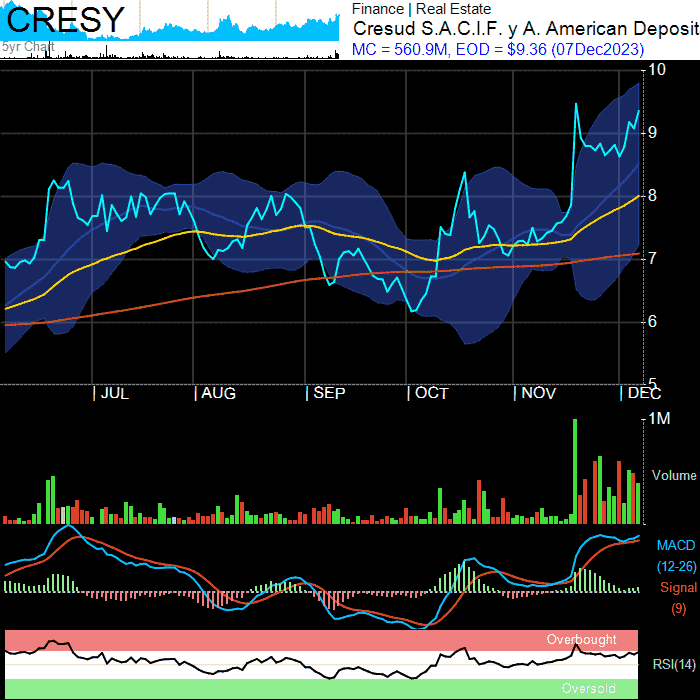 CRESY
5yr Chart
Finance | Real Estate
Cresud S.A.C.I.F. y A. American Deposit
MC = 560.9M, EOD = $9.36 (07Dec2023)
10
9
8
7
6
5
JUL
AUG
SEP
OCT
NOV
DEC
1M
Volume
MACD
(12-26)
Signal
(9)
Overbought
RSI(14)
Oversold